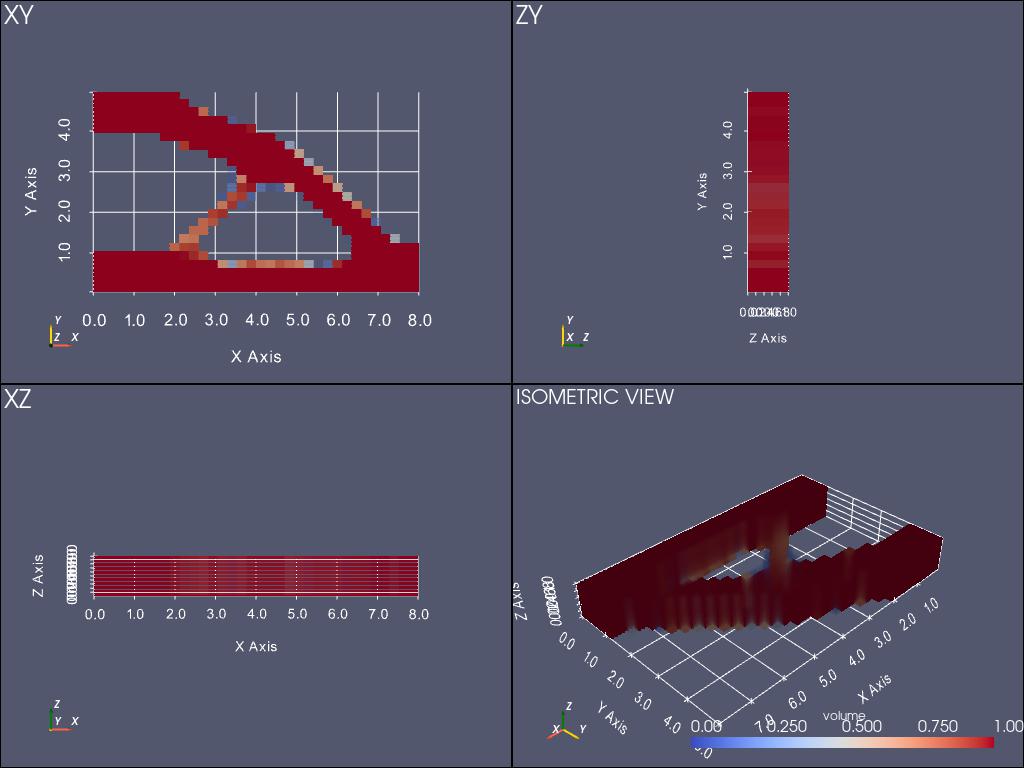 XY
Y Axis
4.0
3.0
2.0
1.0
0.0 1.0 2.0 3.0 4.0 5.0 6.0 7.0 8.0
X Axis
Y
Z X
ZY
Y Axis
4.0
3.0
2.0
1.0
Z Axis
Y
X Z
XZ
Z Axis
0.0 1.0 2.0 3.0 4.0 5.0 6.0 7.0 8.0
X Axis
Z
Y X
ISOMETRIC VIEW
Z Axis
0.0 1.0 2.0 3.0 4.0
Y Axis
1.0 2.0 3.0 4.0 5.0 6.0 7.0
X Axis
Z
X Y
volume
0.00 0.250 0.500 0.750 1.00